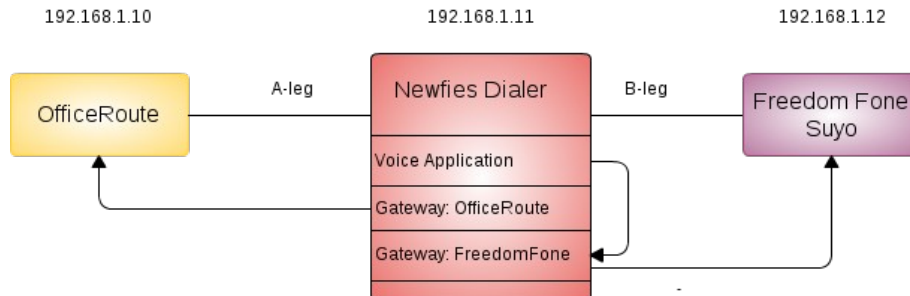 192.168.1.10
192.168.1.11
192.168.1.12
OfficeRoute
A-leg
Newfies Dialer
B-leg
Freedom Fone
Suyo
Voice Application
Gateway: OfficeRoute
Gateway: FreedomFone
-